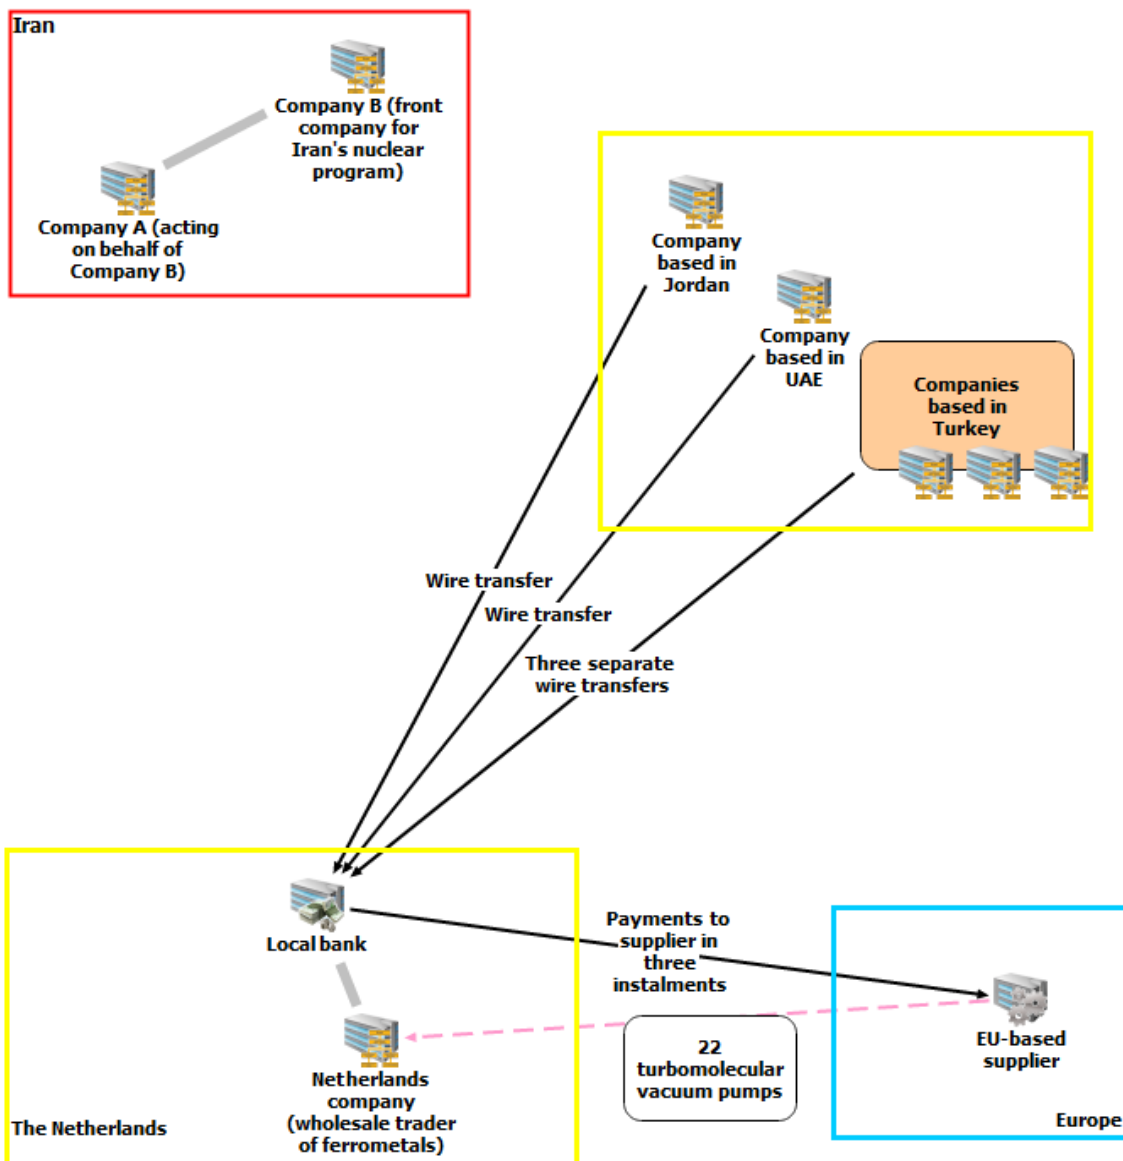 Iran
Company B (front
company for
Iran's nuclear
program)
Company A (acting
on behalf of
Company B)
Company
based in
Jordan
Company
based in
UAE
Companies
based in
Turkey
Wire transfer
Wire transfer
Three separate
wire transfers
Local bank
Payments to
supplier in
three
instalments
EU-based
supplier
22
turbomolecular
vacuum pumps
Netherlands
company
(wholesale trader
of ferrometals)
The Netherlands
Europe